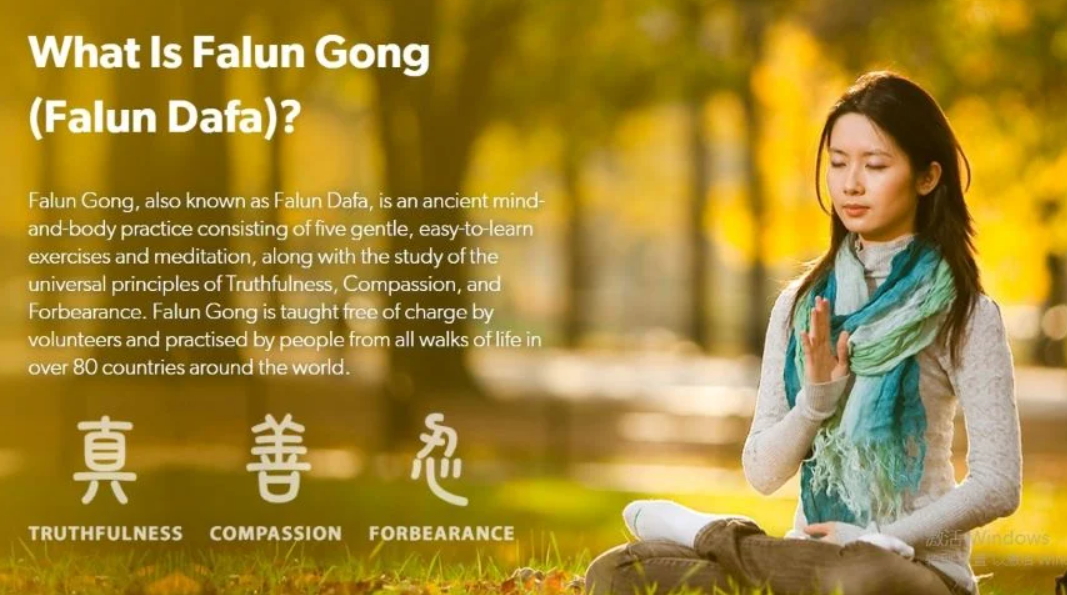 What Is Falun Gong
(Falun Dafa)?
Falun Gong, also known as Falun Dafa, is an ancient mind-
and-body practice consisting of five gentle, easy-to-learn
exercises and meditation, along with the study of the
universal principles of Truthfulness, Compassion, and
Forbearance. Falun Gong is taught free of charge by
volunteers and practised by people from all walks of life in
over 80 countries around the world.
真 善 忍
TRUTHFULNESS COMPASSION FORBEARANCE
激活 Windows